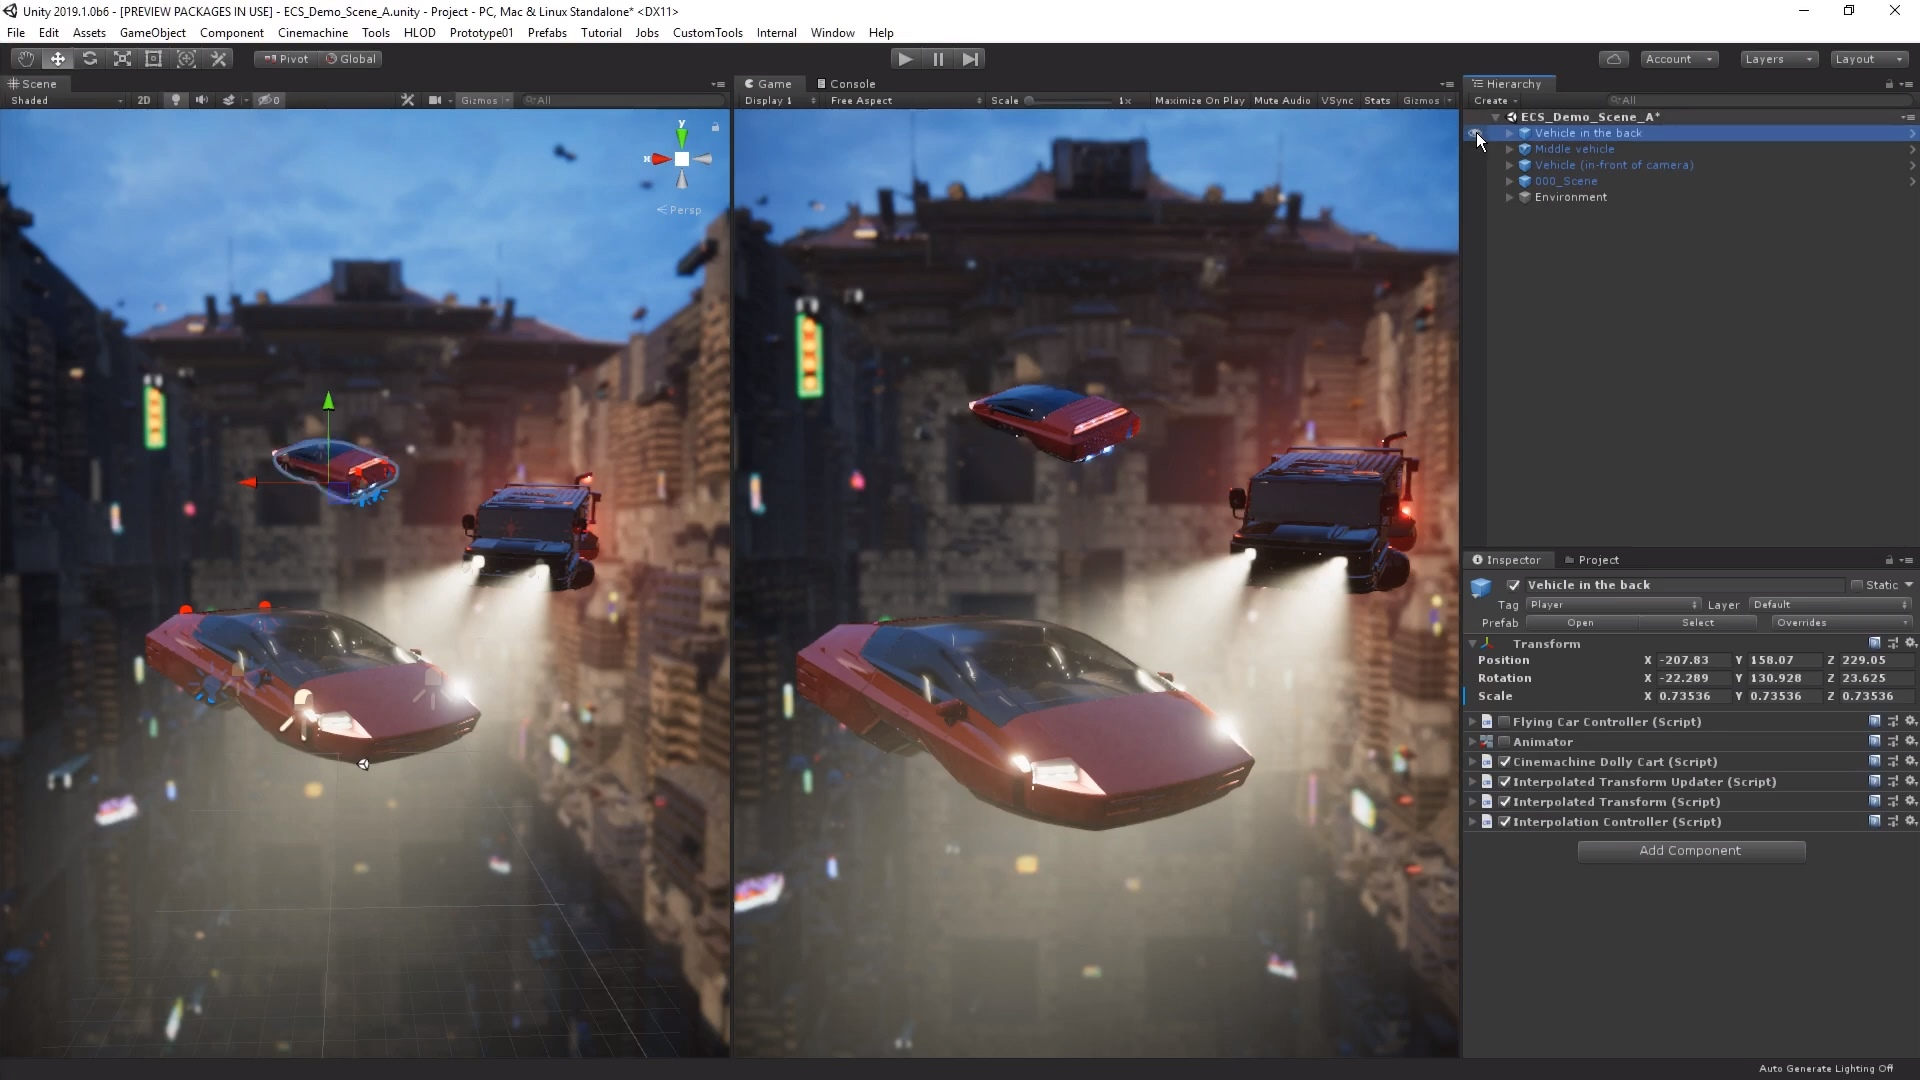 Unity 2019.1.0b6 - [PREVIEW PACKAGES IN USE] - ECS_Demo_Scene_A.unity - Project - PC, Mac & Linux Standalone* <DX11>
File Edit Assets GameObject Component Cinemachine Tools HLOD Prototype01 Prefabs Tutorial Jobs CustomTools Internal Window Help
Pivot Global Account Layers Layout
Scene Game Console Hierarchy
Shaded 2D 0 Gizmos All Display 1 Free Aspect Scale 1x Maximize On Play Mute Audio VSync Stats Gizmos Create All
ECS_Demo_Scene_A*
Vehicle in the back
Middle vehicle
Vehicle (in-front of camera)
000_Scene
Environment
y
x
Persp
Inspector Project
Vehicle in the back Static
Tag Player Layer Default
Prefab Open Select Overrides
Transform
Position X -207.83 Y 158.07 Z 229.05
Rotation X -22.289 Y 130.928 Z 23.625
Scale X 0.73536 Y 0.73536 Z 0.73536
Flying Car Controller (Script)
Animator
Cinemachine Dolly Cart (Script)
Interpolated Transform Updater (Script)
Interpolated Transform (Script)
Interpolation Controller (Script)
Add Component
Auto Generate Lighting Off